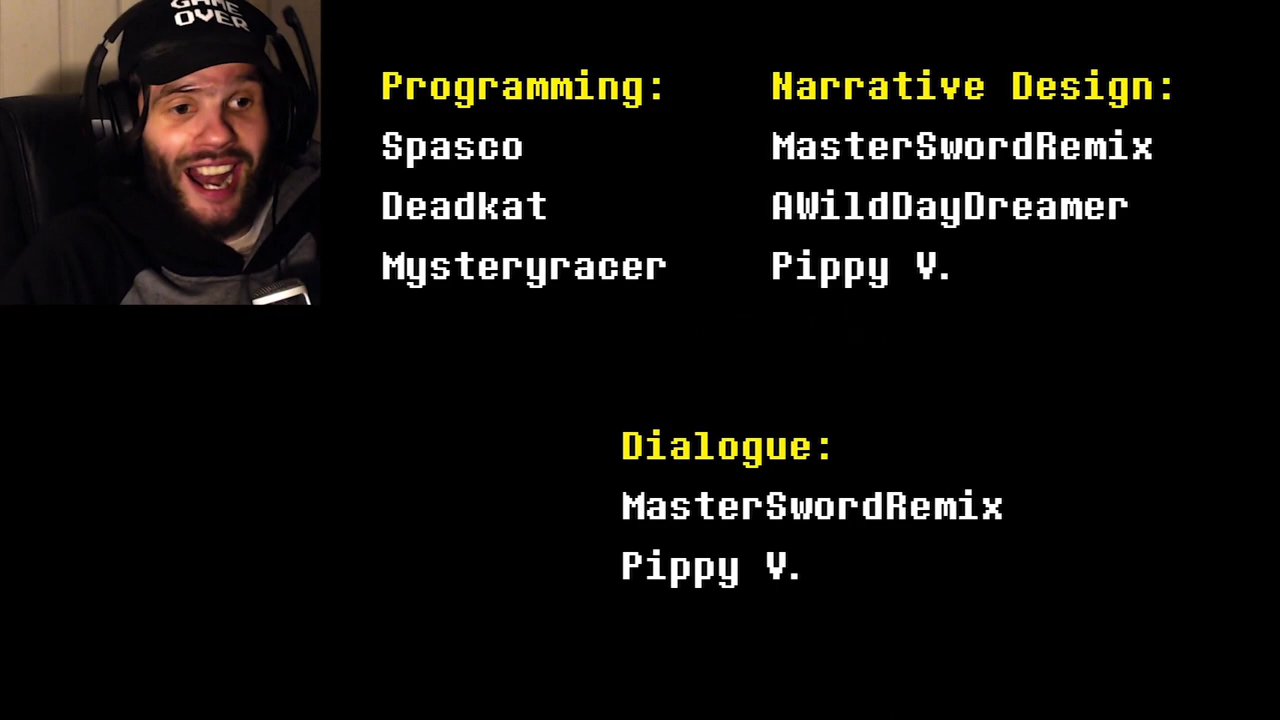 GAME
OVER
Programming:
Spasco
Deadkat
Mysteryracer
Narrative Design:
MasterSwordRemix
AWildDayDreamer
Pippy V.
Dialogue:
MasterSwordRemix
Pippy V.